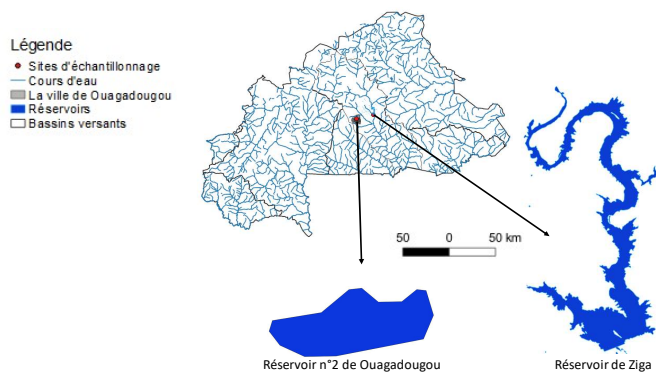 Légende
Sites d'échantillonnage
Cours d'eau
La ville de Ouagadougou
Réservoirs
Bassins versants
50 0 50 km
Réservoir n°2 de Ouagadougou
Réservoir de Ziga